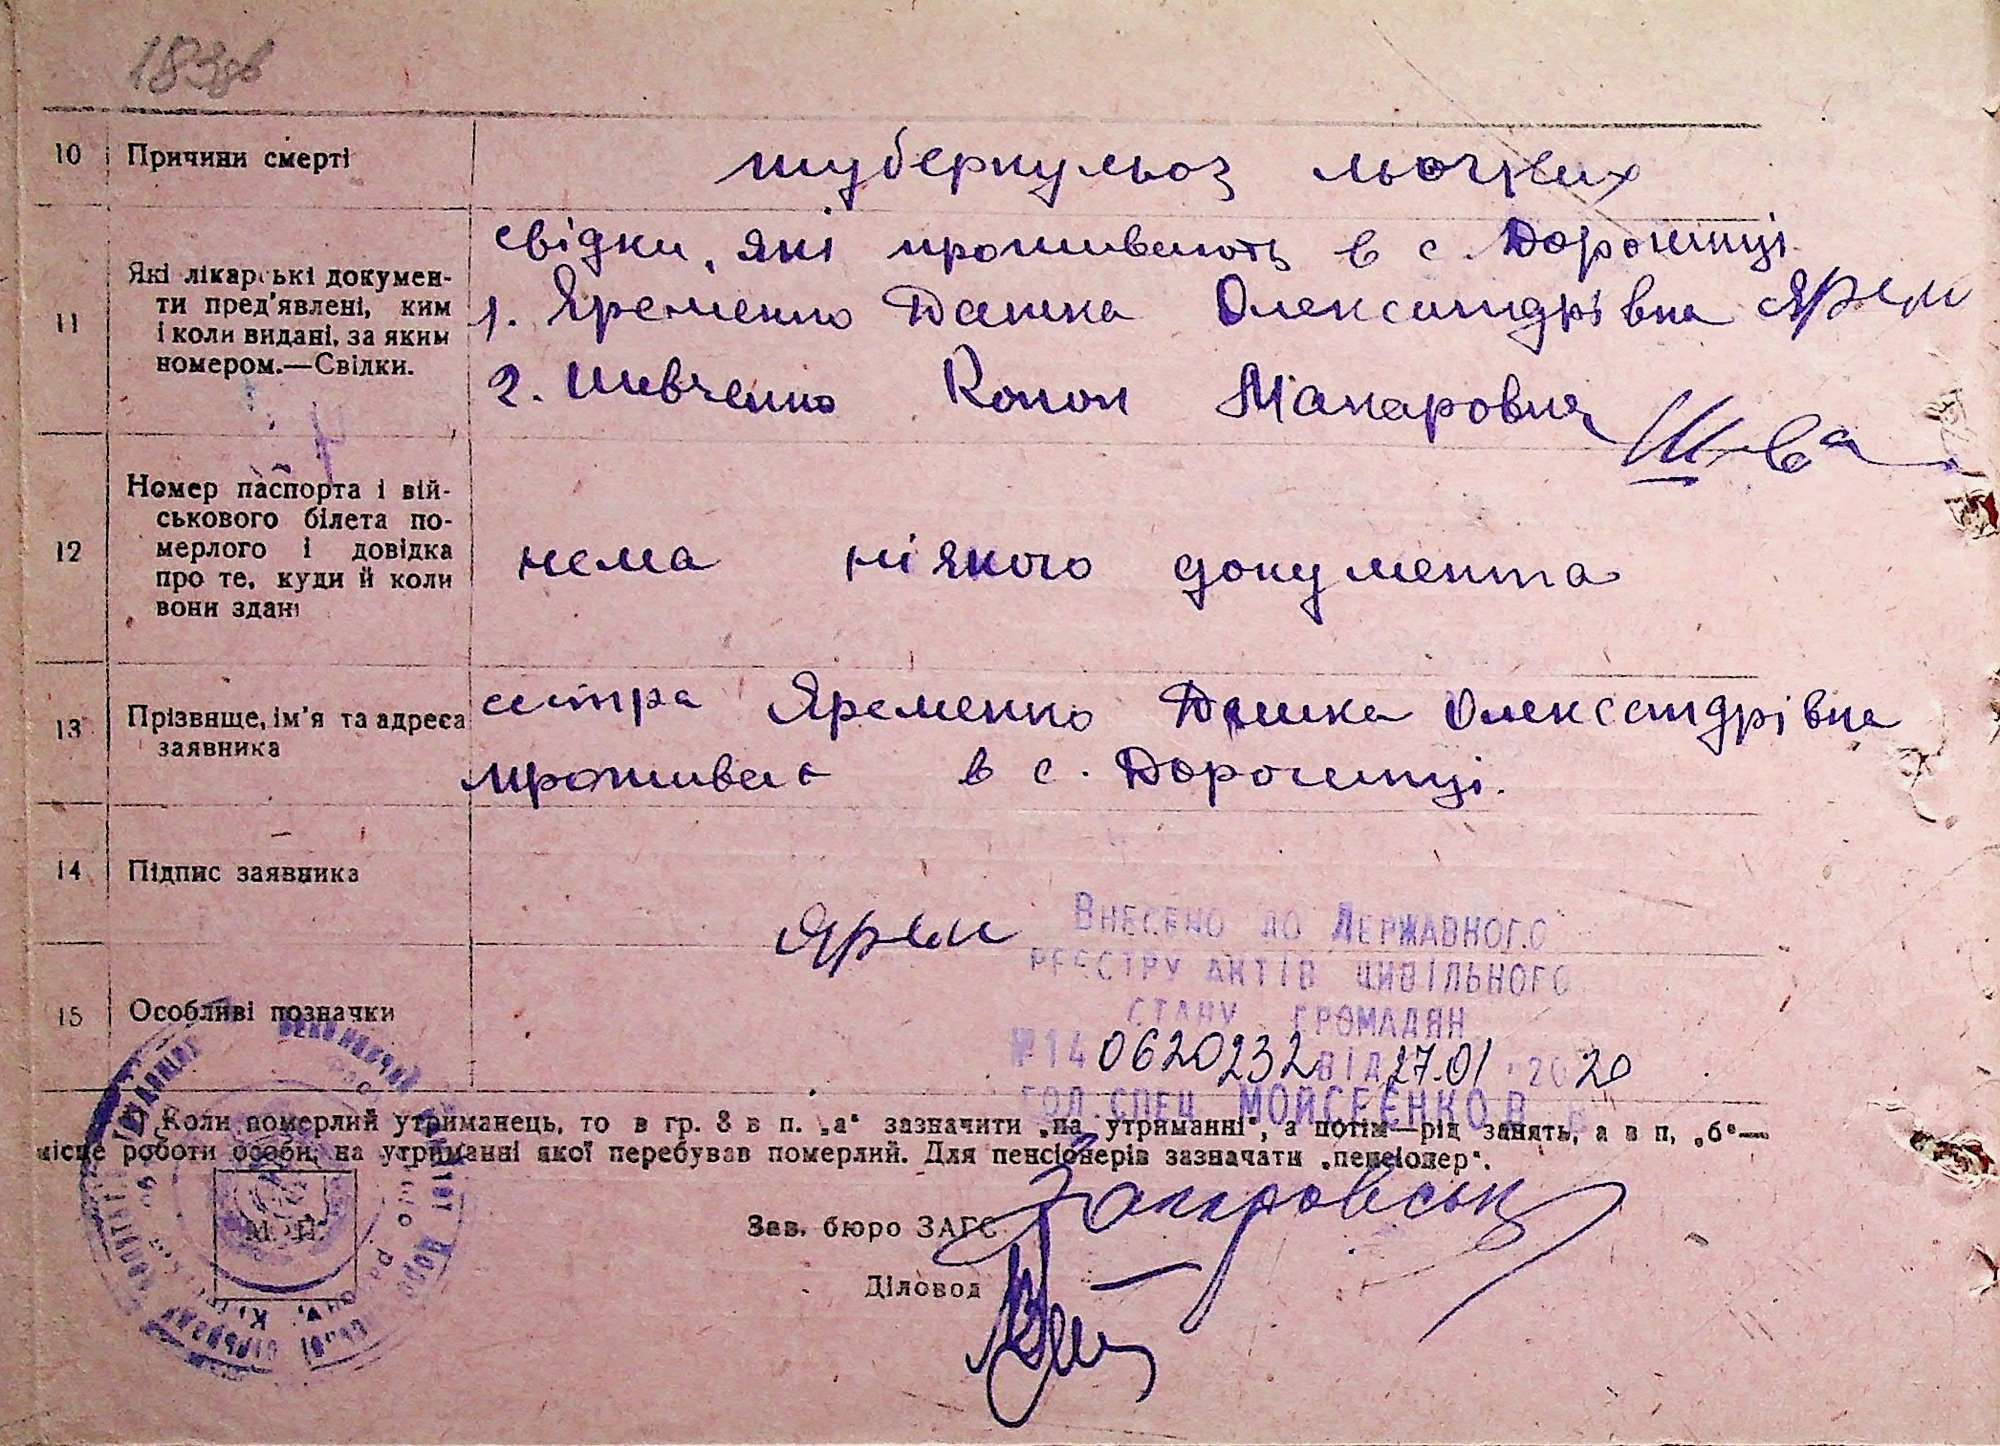 183зв
10 Причини смерті
туберкульоз льогких
11 Які лікарські докумен-
ти пред'явлені, ким
і коли видані, за яким
номером.—Свідки.
свідки, які проживають в с. Дорогинці
1. Яременко Дашка Олександрівна Ярем
2. Шевченко Конон Макарович
12 Номер паспорта і вій-
ськового білета по-
мерлого і довідка
про те, куди й коли
вони здані
нема ніякого документа
13 Прізвище, ім'я та адреса
заявника
сестра Яременко Дашка Олександрівна
проживає в с. Дорогинці.
14 Підпис заявника
Ярем
15 Особливі позначки
Внесено до Державного
реєстру актів цивільного
стану громадян
№14 0620232 від 27.01.2020
гол. спец. Мойсеєнко
Коли померлий утриманець, то в гр. 8 в п. „а" зазначити „на утриманні", а потім—рід занять, а в п, „б"—
місце роботи особи, на утриманні якої перебував померлий. Для пенсіонерів зазначати „пенсіонер".
М. П.
Зав. бюро ЗАГС
Діловод